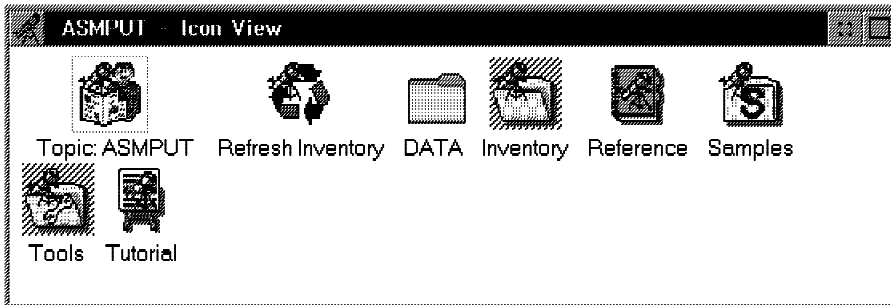 ASMPUT - Icon View
Topic: ASMPUT Refresh Inventory DATA Inventory Reference Samples
S
Tools Tutorial